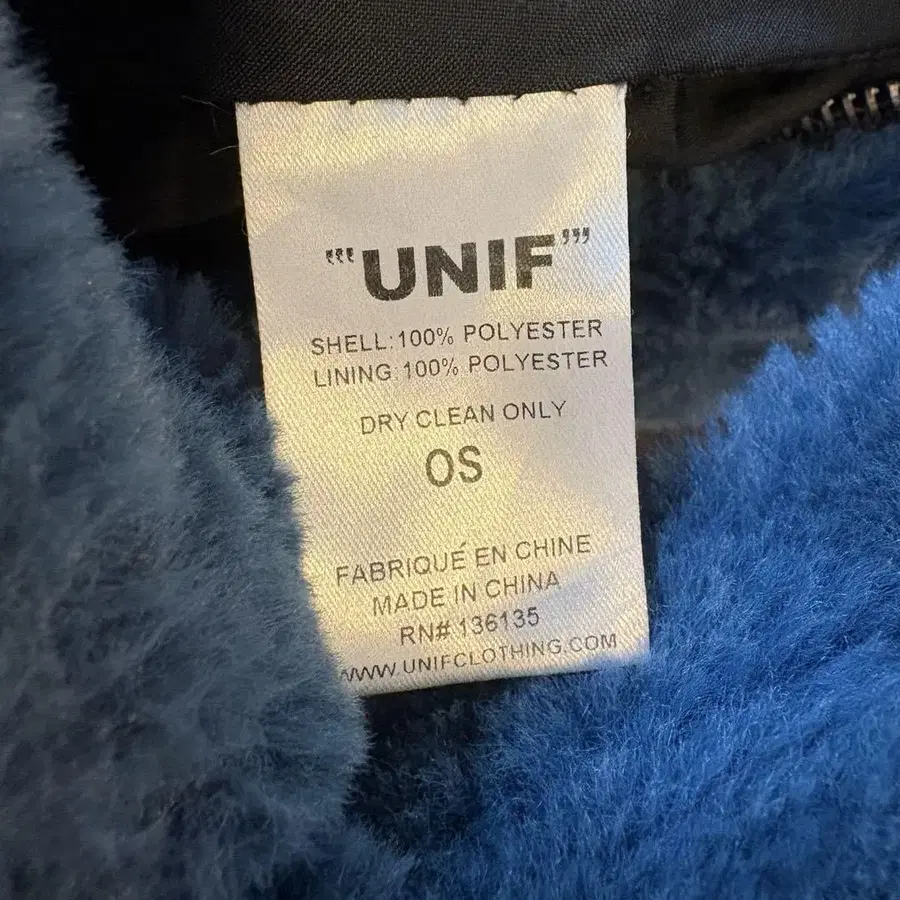 "'UNIF'"
SHELL:100% POLYESTER
LINING:100% POLYESTER
DRY CLEAN ONLY
OS
FABRIQUÉ EN CHINE
MADE IN CHINA
RN# 136135
WWW.UNIFCLOTHING.COM